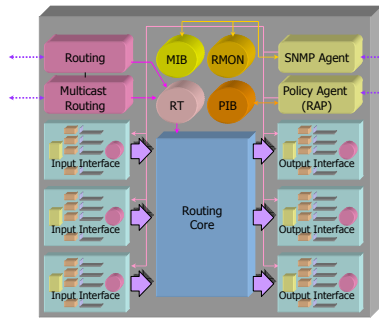 Routing
MIB
RMON
SNMP Agent
Multicast
Routing
RT
PIB
Policy Agent
(RAP)
Input Interface
Output Interface
Routing
Core
Input Interface
Output Interface
Input Interface
Output Interface